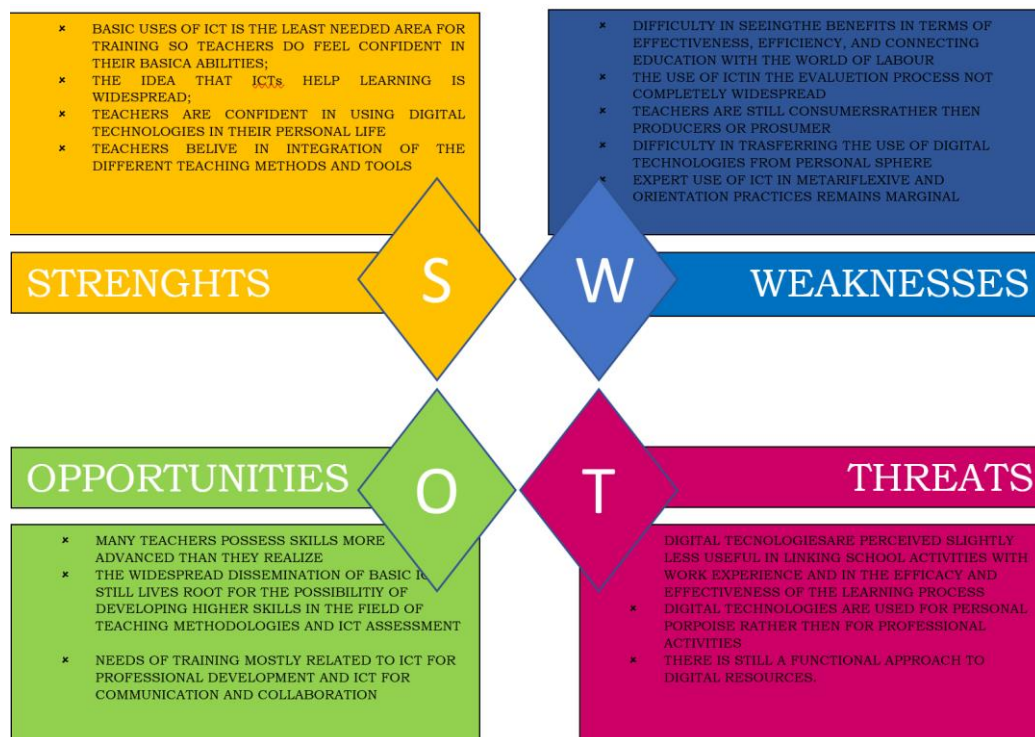 BASIC USES OF ICT IS THE LEAST NEEDED AREA FOR
TRAINING SO TEACHERS DO FEEL CONFIDENT IN
THEIR BASICA ABILITIES;
THE IDEA THAT ICTs HELP LEARNING IS
WIDESPREAD;
TEACHERS ARE CONFIDENT IN USING DIGITAL
TECHNOLOGIES IN THEIR PERSONAL LIFE
TEACHERS BELIVE IN INTEGRATION OF THE
DIFFERENT TEACHING METHODS AND TOOLS
STRENGHTS
S
DIFFICULTY IN SEEINGTHE BENEFITS IN TERMS OF
EFFECTIVENESS, EFFICIENCY, AND CONNECTING
EDUCATION WITH THE WORLD OF LABOUR
THE USE OF ICTIN THE EVALUETION PROCESS NOT
COMPLETELY WIDESPREAD
TEACHERS ARE STILL CONSUMERSRATHER THEN
PRODUCERS OR PROSUMER
DIFFICULTY IN TRASFERRING THE USE OF DIGITAL
TECHNOLOGIES FROM PERSONAL SPHERE
EXPERT USE OF ICT IN METARIFLEXIVE AND
ORIENTATION PRACTICES REMAINS MARGINAL
W
WEAKNESSES
OPPORTUNITIES
O
MANY TEACHERS POSSESS SKILLS MORE
ADVANCED THAN THEY REALIZE
THE WIDESPREAD DISSEMINATION OF BASIC
STILL LIVES ROOT FOR THE POSSIBILITIY OF
DEVELOPING HIGHER SKILLS IN THE FIELD OF
TEACHING METHODOLOGIES AND ICT ASSESSMENT
NEEDS OF TRAINING MOSTLY RELATED TO ICT FOR
PROFESSIONAL DEVELOPMENT AND ICT FOR
COMMUNICATION AND COLLABORATION
T
THREATS
DIGITAL TECNOLOGIESARE PERCEIVED SLIGHTLY
LESS USEFUL IN LINKING SCHOOL ACTIVITIES WITH
WORK EXPERIENCE AND IN THE EFFICACY AND
EFFECTIVENESS OF THE LEARNING PROCESS
DIGITAL TECHNOLOGIES ARE USED FOR PERSONAL
PORPOISE RATHER THEN FOR PROFESSIONAL
ACTIVITIES
THERE IS STILL A FUNCTIONAL APPROACH TO
DIGITAL RESOURCES.